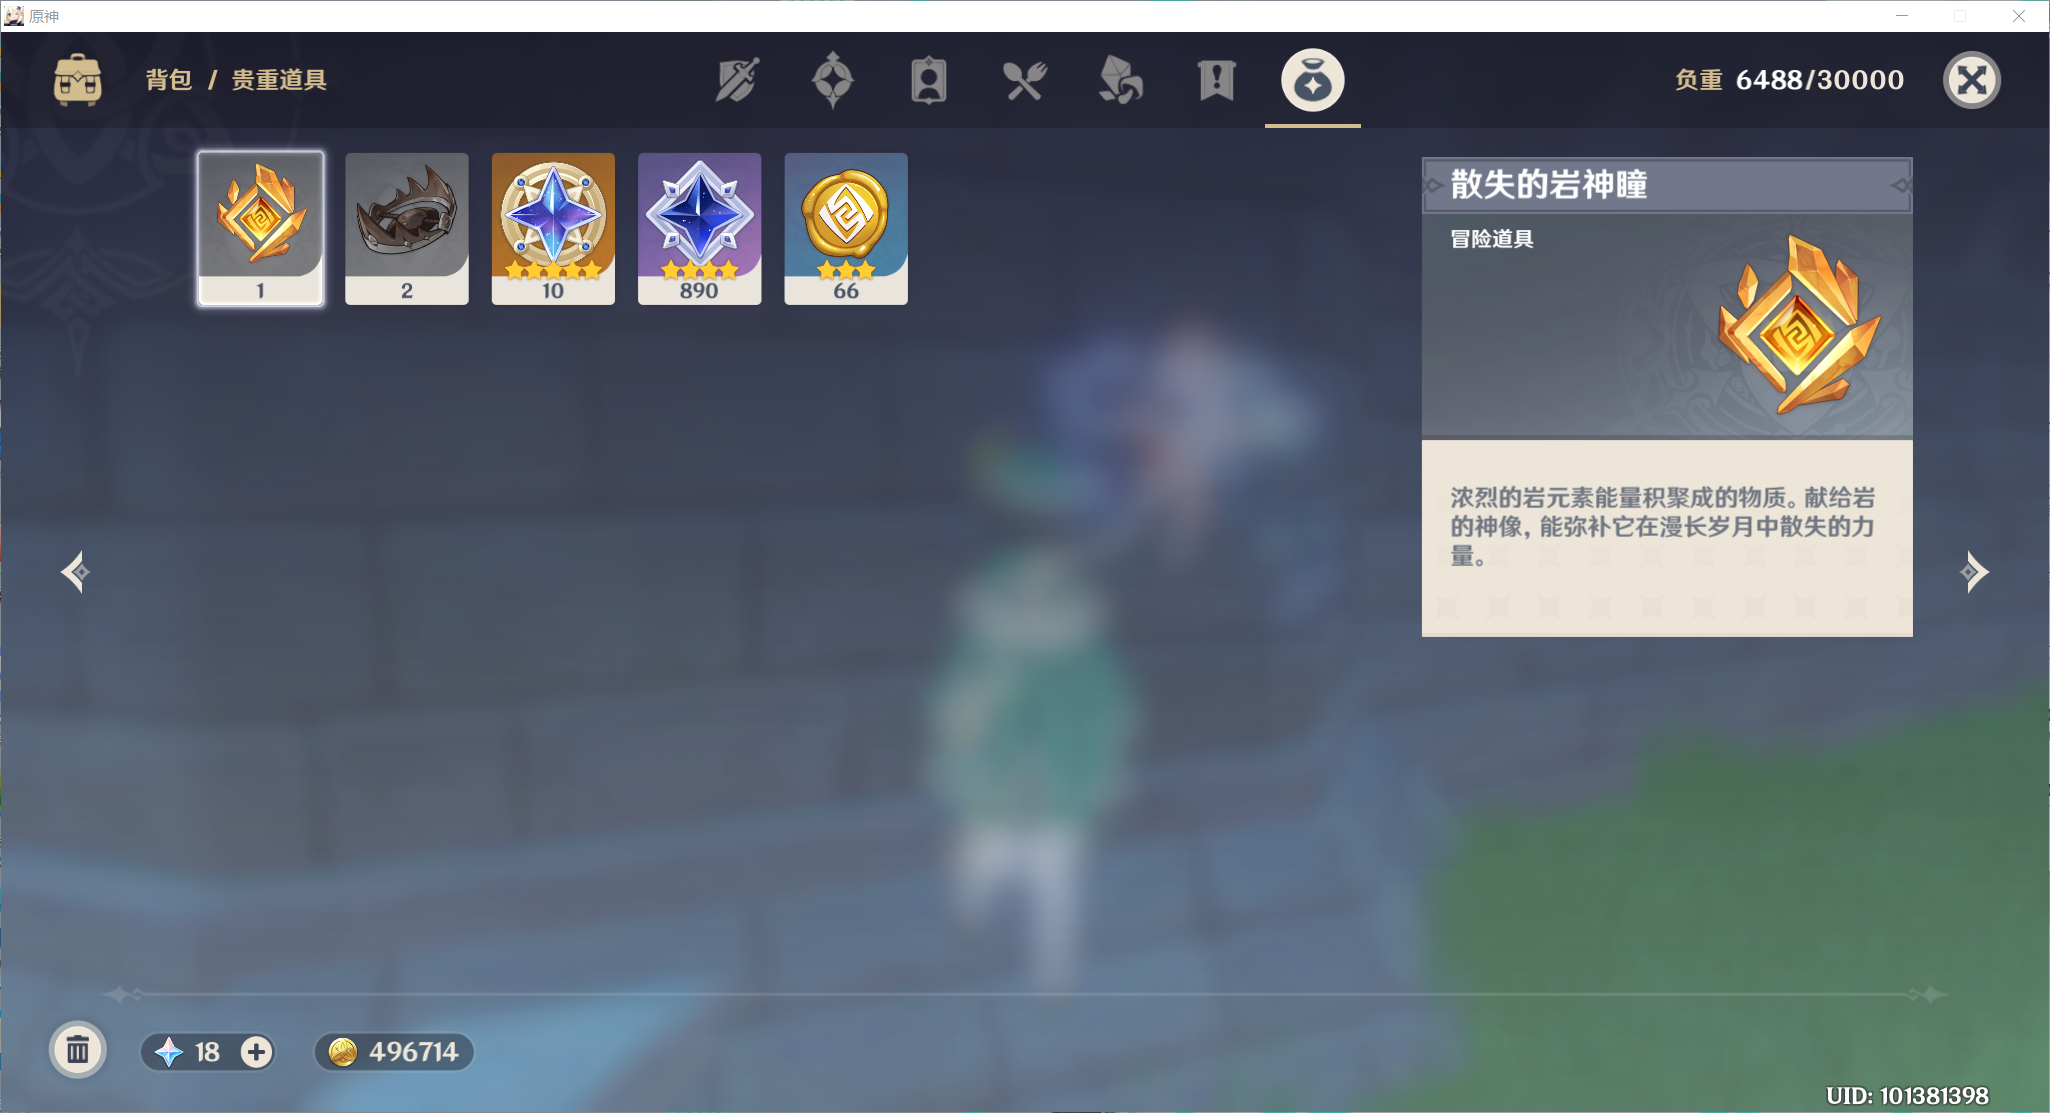 原神
背包 / 贵重道具
负重 6488/30000
1
2
10
890
66
散失的岩神瞳
冒险道具
浓烈的岩元素能量积聚成的物质。献给岩
的神像，能弥补它在漫长岁月中散失的力
量。
18
496714
UID: 101381398